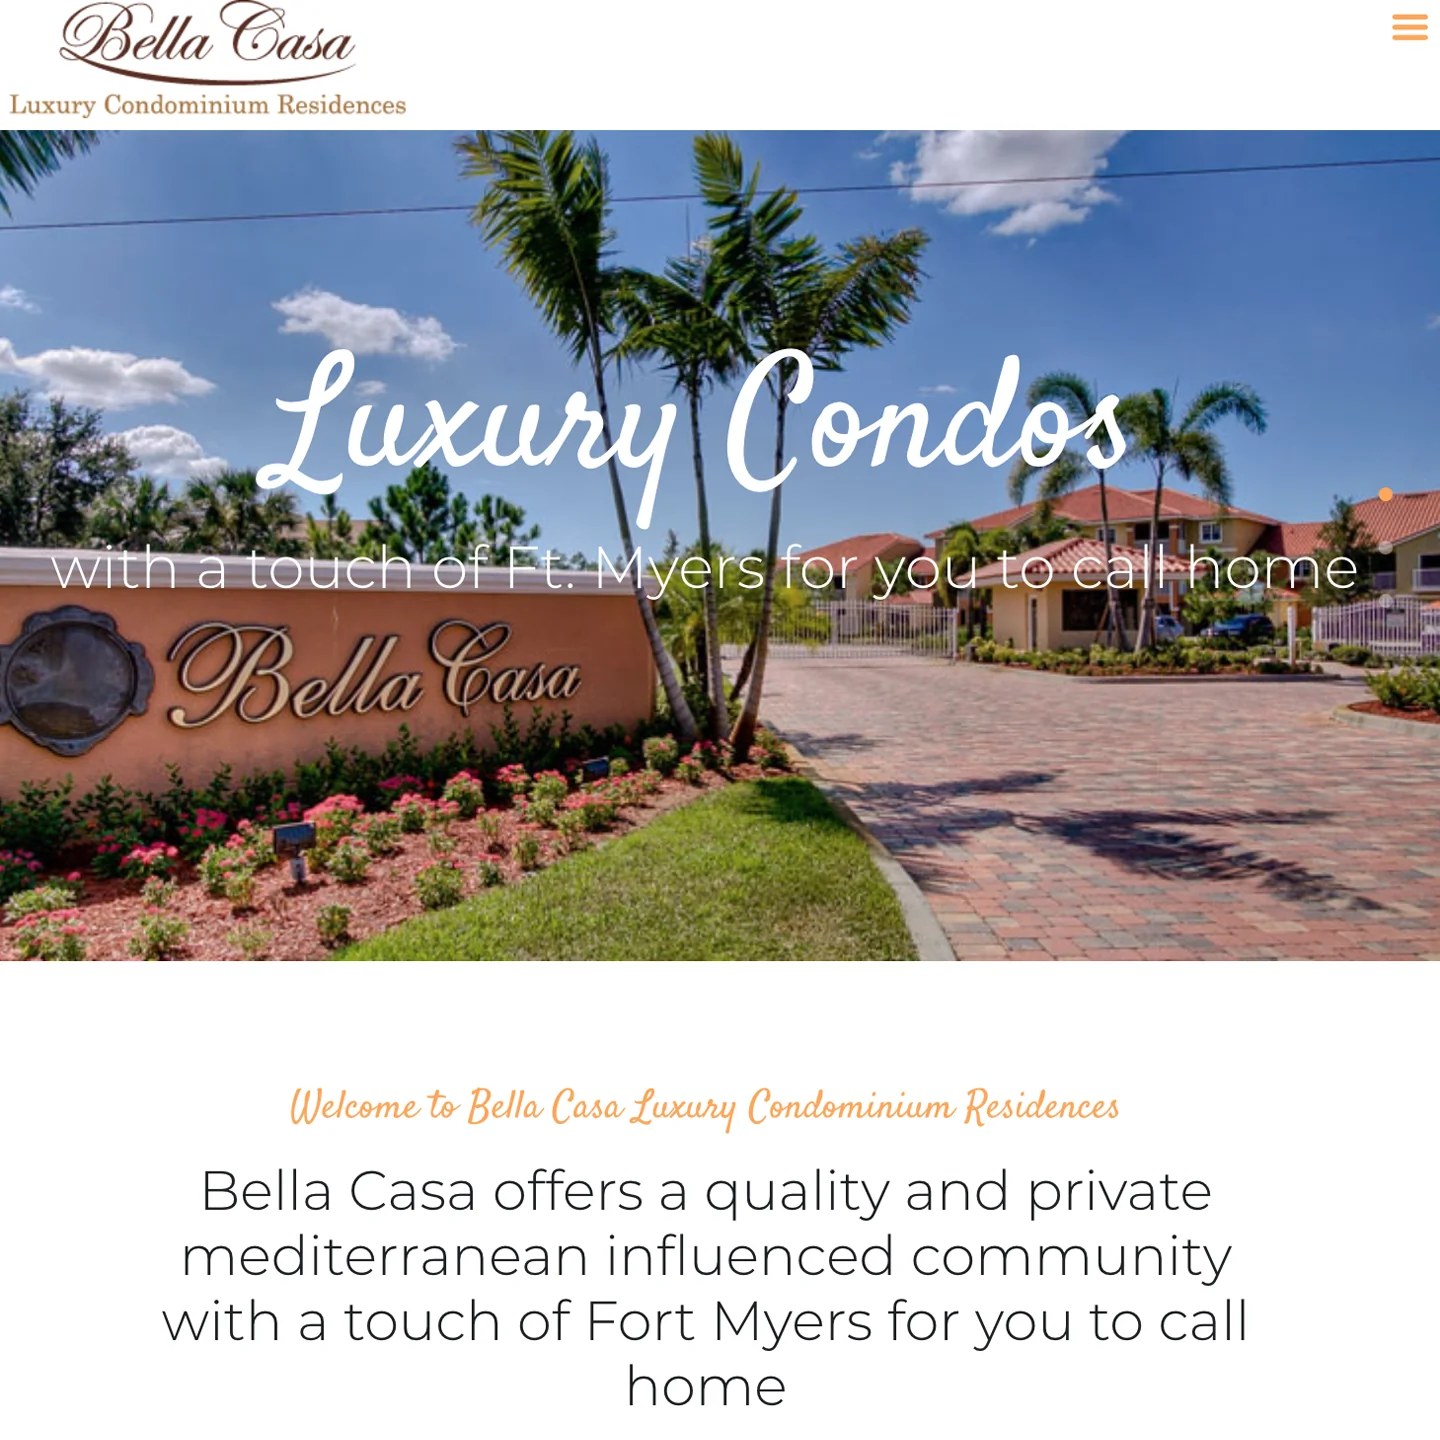 Bella Casa
Luxury Condominium Residences
Luxury Condos
with a touch of Ft. Myers for you to call home
Bella Casa
Welcome to Bella Casa Luxury Condominium Residences
Bella Casa offers a quality and private
mediterranean influenced community
with a touch of Fort Myers for you to call
home